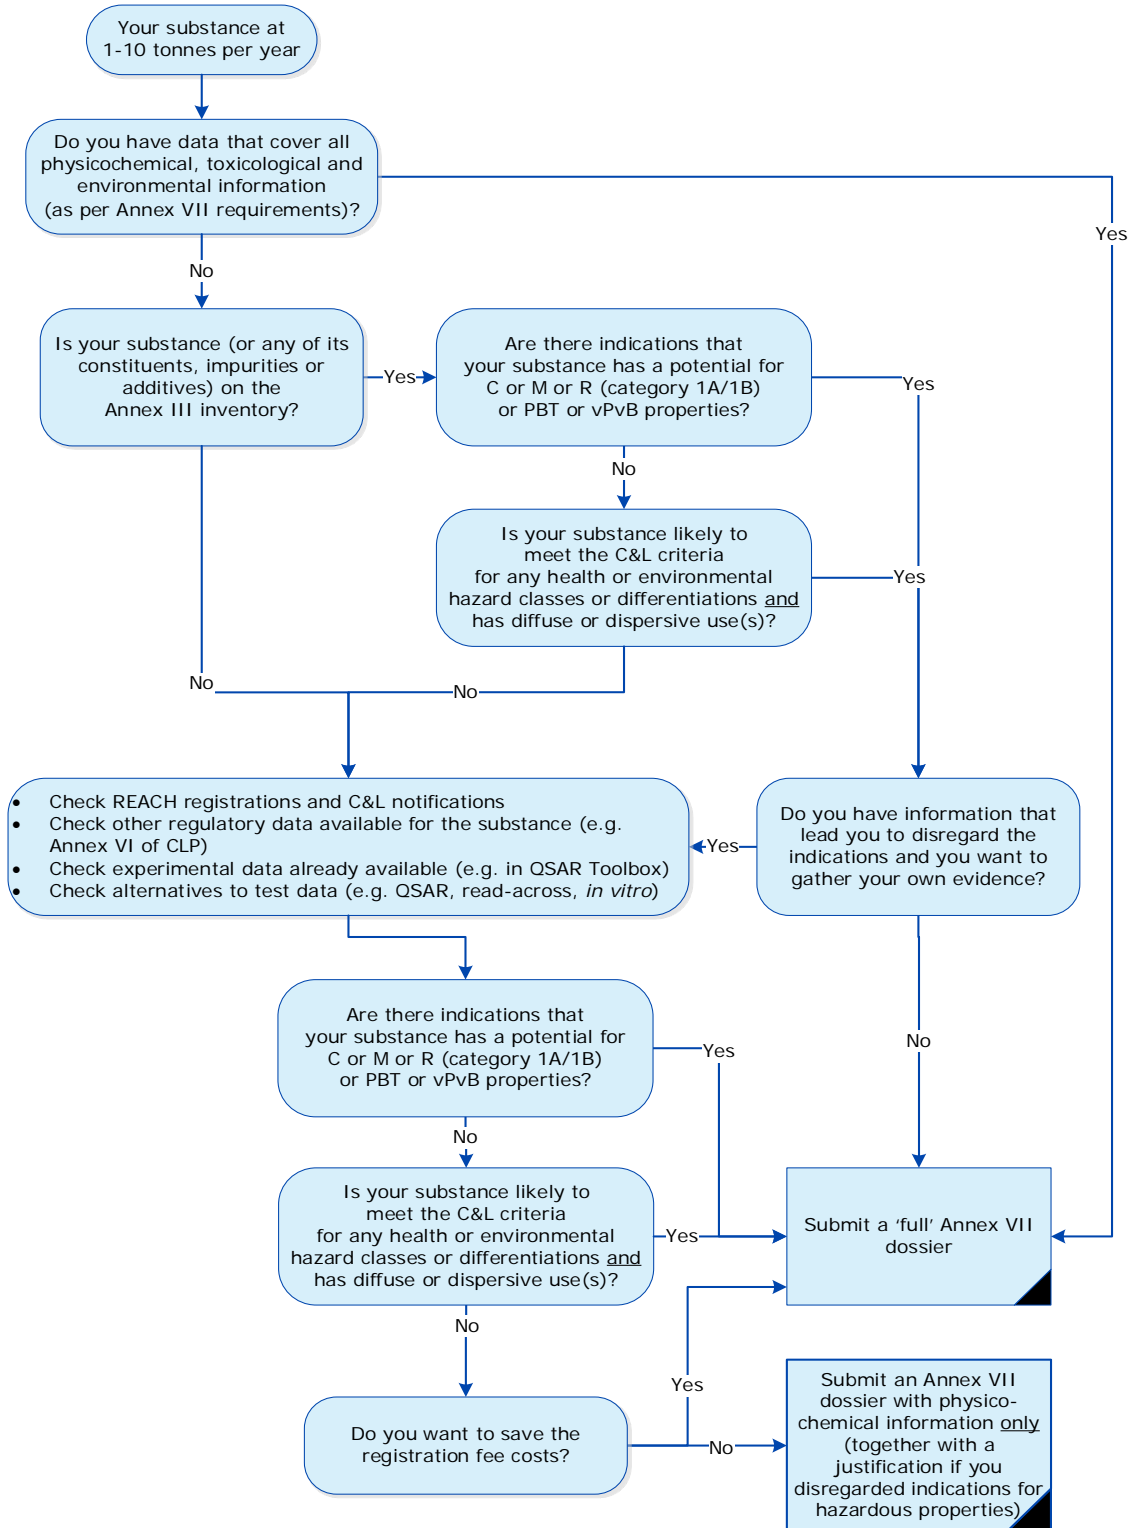 Your substance at
1-10 tonnes per year
Do you have data that cover all
physicochemical, toxicological and
environmental information
(as per Annex VII requirements)?
Yes
No
Is your substance (or any of its
constituents, impurities or
additives) on the
Annex III inventory?
Yes
Are there indications that
your substance has a potential for
C or M or R (category 1A/1B)
or PBT or vPvB properties?
Yes
No
Is your substance likely to
meet the C&L criteria
for any health or environmental
hazard classes or differentiations and
has diffuse or dispersive use(s)?
Yes
No
No
• Check REACH registrations and C&L notifications
• Check other regulatory data available for the substance (e.g.
Annex VI of CLP)
• Check experimental data already available (e.g. in QSAR Toolbox)
• Check alternatives to test data (e.g. QSAR, read-across, in vitro)
Yes
Do you have information that
lead you to disregard the
indications and you want to
gather your own evidence?
No
Are there indications that
your substance has a potential for
C or M or R (category 1A/1B)
or PBT or vPvB properties?
Yes
No
Is your substance likely to
meet the C&L criteria
for any health or environmental
hazard classes or differentiations and
has diffuse or dispersive use(s)?
Yes
Submit a ‘full’ Annex VII
dossier
No
Do you want to save the
registration fee costs?
Yes
No
Submit an Annex VII
dossier with physico-
chemical information only
(together with a
justification if you
disregarded indications for
hazardous properties)